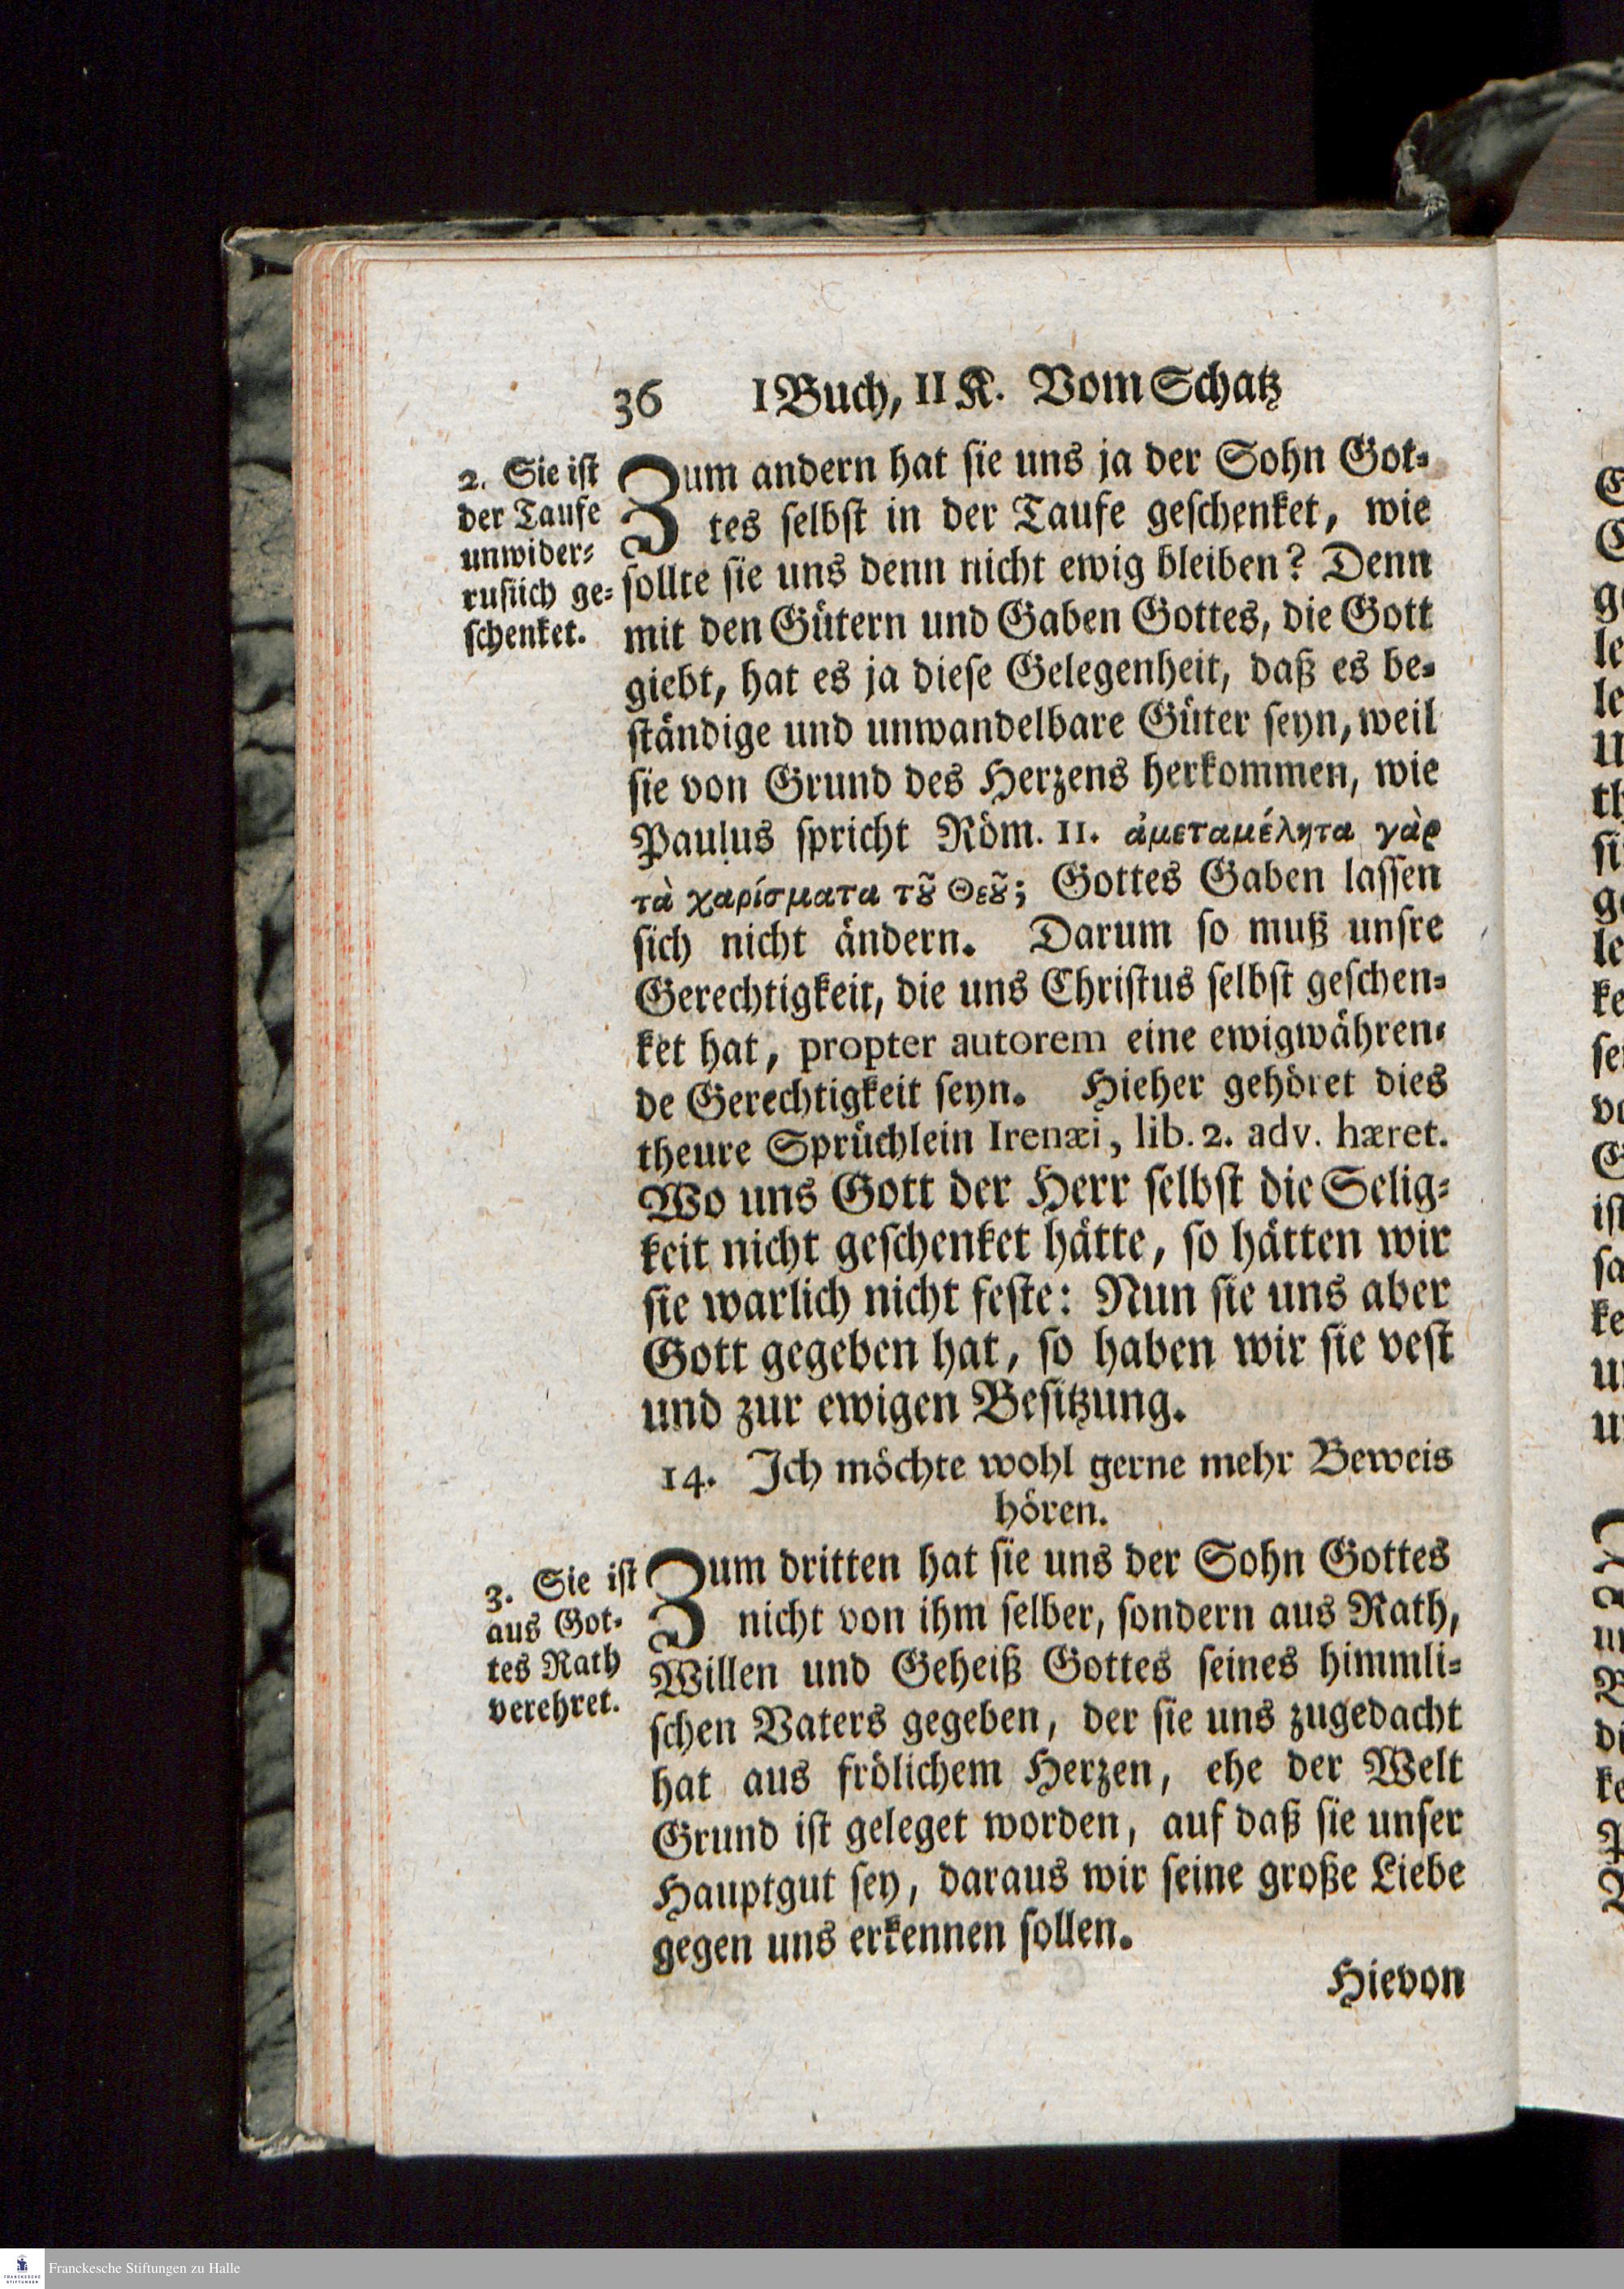 36 I Buch, II K. Vom Schatz
2. Sie ist
der Taufe
unwider-
ruflich ge-
schenket.
Zum andern hat sie uns ja der Sohn Got-
tes selbst in der Taufe geschenket, wie
sollte sie uns denn nicht ewig bleiben? Denn
mit den Gütern und Gaben Gottes, die Gott
giebt, hat es ja diese Gelegenheit, daß es be-
ständige und unwandelbare Güter seyn, weil
sie von Grund des Herzens herkommen, wie
Paulus spricht Röm. 11. ἀμεταμέλητα γὰρ
τὰ χαρίσματα τȣ͂ Θεȣ͂; Gottes Gaben lassen
sich nicht ändern. Darum so muß unsre
Gerechtigkeit, die uns Christus selbst geschen-
ket hat, propter autorem eine ewigwähren-
de Gerechtigkeit seyn. Hieher gehöret dies
theure Sprüchlein Irenæi, lib. 2. adv. hæret.
Wo uns Gott der Herr selbst die Selig-
keit nicht geschenket hätte, so hätten wir
sie warlich nicht feste: Nun sie uns aber
Gott gegeben hat, so haben wir sie vest
und zur ewigen Besitzung.
14. Ich möchte wohl gerne mehr Beweis
hören.
3. Sie ist
aus Got-
tes Rath
verehret.
Zum dritten hat sie uns der Sohn Gottes
nicht von ihm selber, sondern aus Rath,
Willen und Geheiß Gottes seines himmli-
schen Vaters gegeben, der sie uns zugedacht
hat aus frölichem Herzen, ehe der Welt
Grund ist geleget worden, auf daß sie unser
Hauptgut sey, daraus wir seine große Liebe
gegen uns erkennen sollen.
Hievon
Franckesche Stiftungen zu Halle